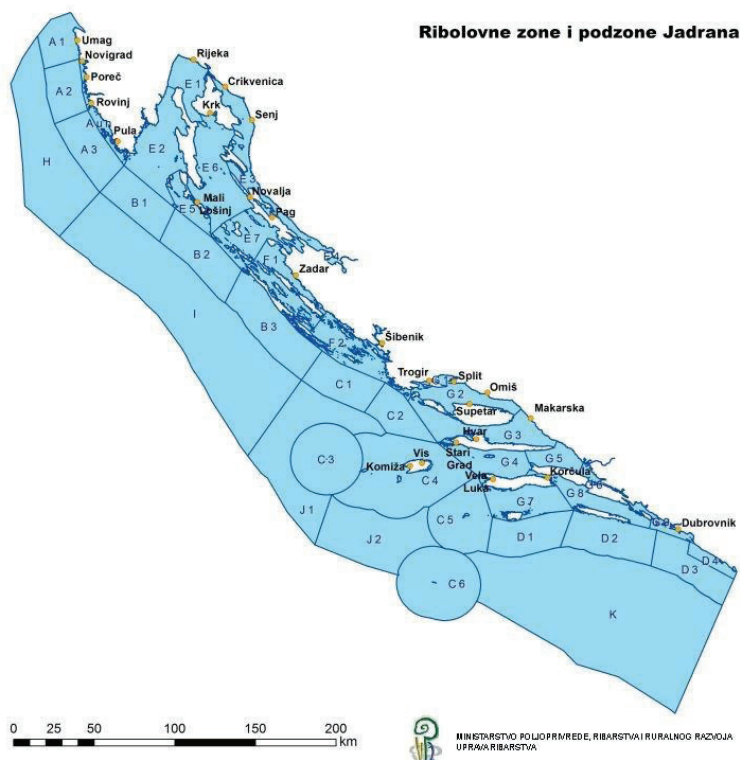 Ribolovne zone i podzone Jadrana
A 1
Umag
Novigrad
Poreč
A 2
Rovinj
Pula
A 3
H
Rijeka
E 1
Crikvenica
Krk
Senj
E 2
E 6
E 3
Novalja
Mali
Lošinj
E 5
Pag
B 1
E 7
E 4
B 2
F 1
Zadar
I
B 3
F 2
Šibenik
Trogir
Split
Omiš
C 1
G 2
Supetar
Makarska
C 2
Hvar
G 3
Stari
Grad
Vis
C 3
Komiža
C 4
G 4
G 5
Vela
Luka
Korčula
G 6
G 7
G 8
J 1
C 5
J 2
D 1
D 2
Dubrovnik
D 4
D 3
C 6
K
0 25 50 100 150 200
km
MINISTARSTVO POLJOPRIVREDE, RIBARSTVA I RURALNOG RAZVOJA
UPRAVA RIBARSTVA